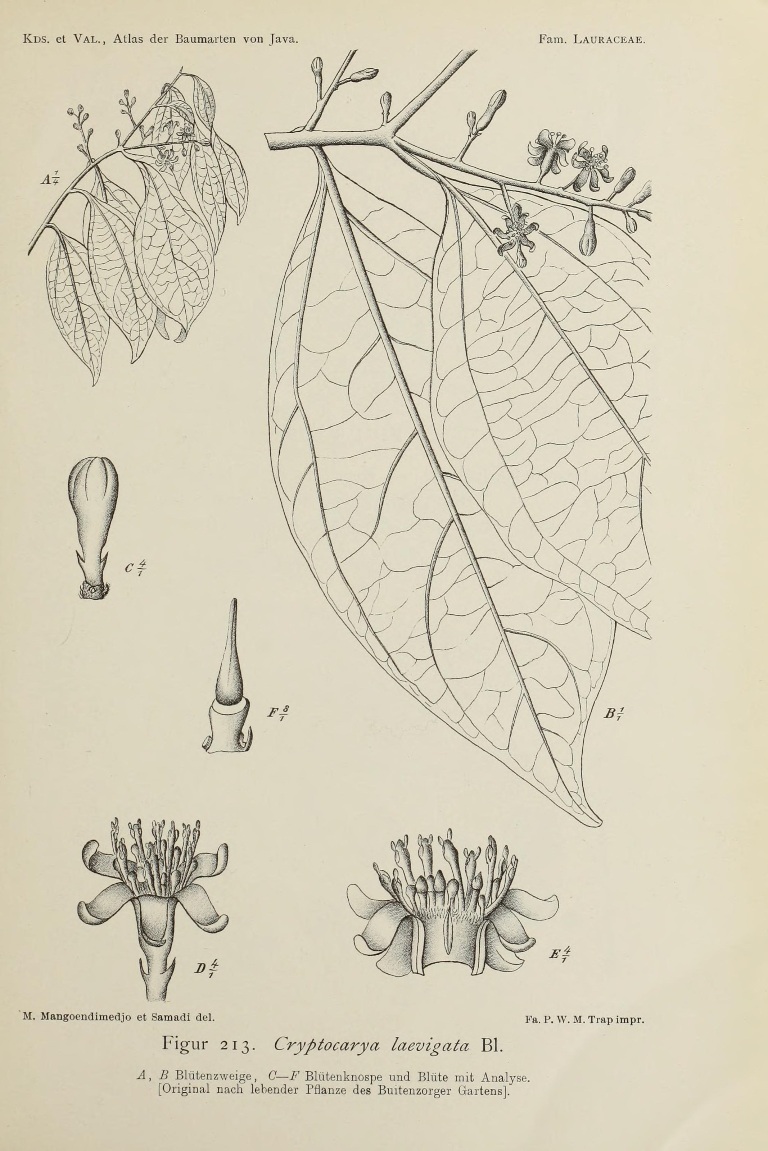 KDS. et VAL., Atlas der Baumarten von Java.
Fam. LAURACEAE.
A 1/4
C 4/1
F 8/1
B 1/1
D 4/1
E 4/1
M. Mangoendimedjo et Samadi del.
Fa. P. W. M. Trap impr.
Figur 213. Cryptocarya laevigata Bl.
A, B Blütenzweige, C—F Blütenknospe und Blüte mit Analyse.
[Original nach lebender Pflanze des Buitenzorger Gartens].